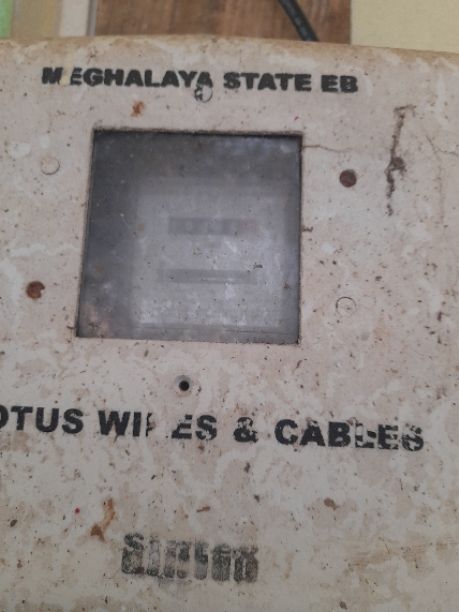 MEGHALAYA STATE EB
OTUS WIRES & CABLES